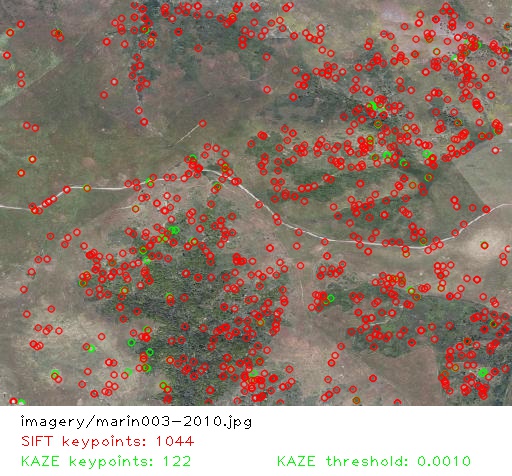 imagery/marin003-2010.jpg
SIFT keypoints: 1044
KAZE keypoints: 122 KAZE threshold: 0.0010